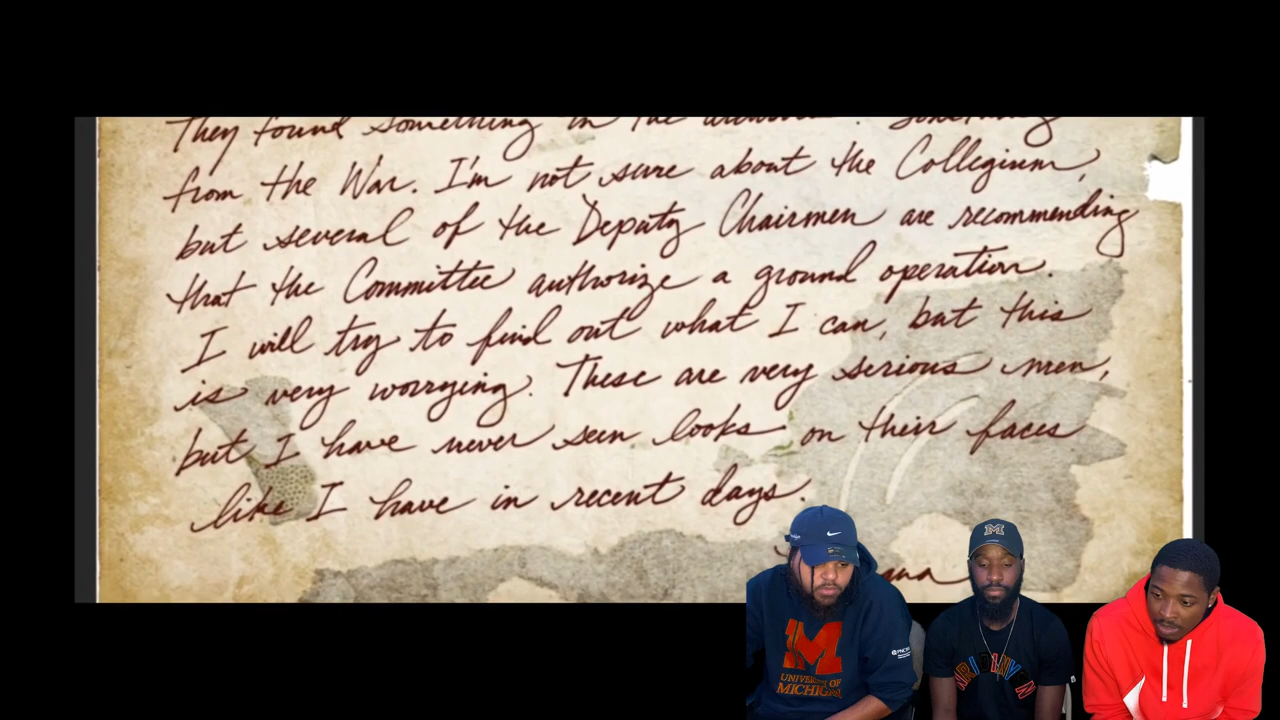 They found something in the
from the War. I'm not sure about the Collegium,
but several of the Deputy Chairmen are recommending
that the Committee authorize a ground operation.
I will try to find out what I can, but this
is very worrying. These are very serious men,
but I have never seen looks on their faces
like I have in recent days.
M
UNIVERSITY OF
MICHIGAN
M